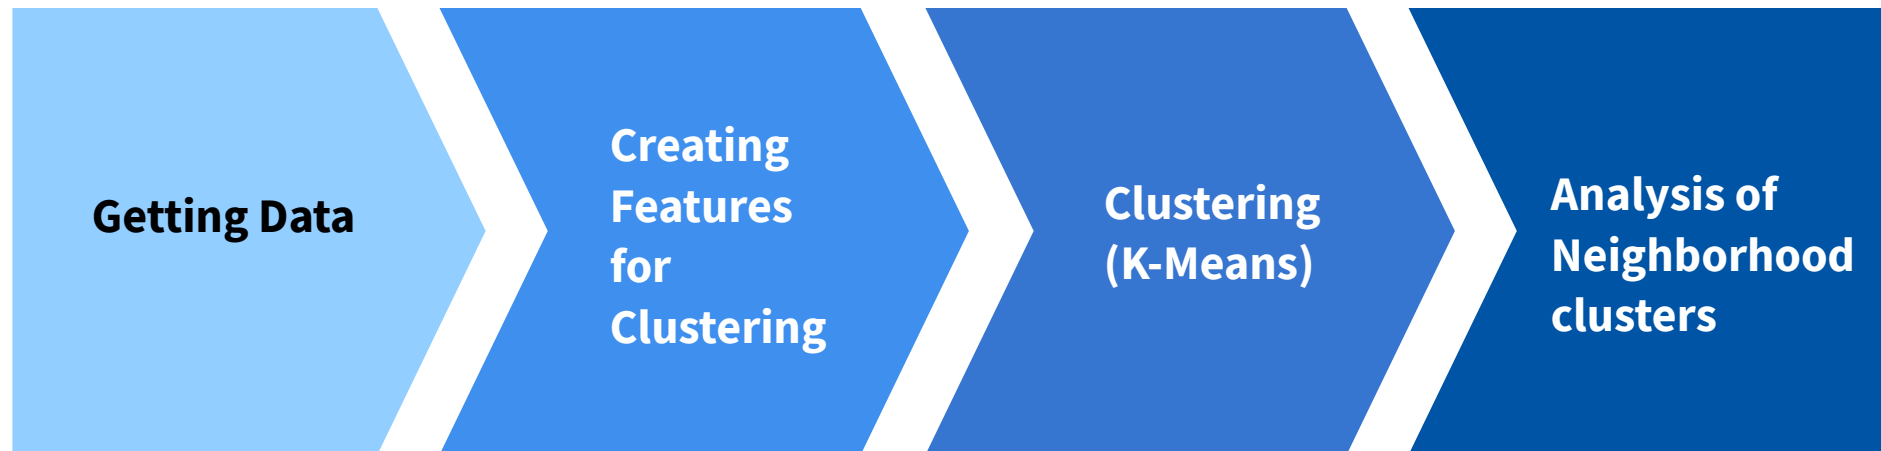 Getting Data
Creating
Features
for
Clustering
Clustering
(K-Means)
Analysis of
Neighborhood
clusters